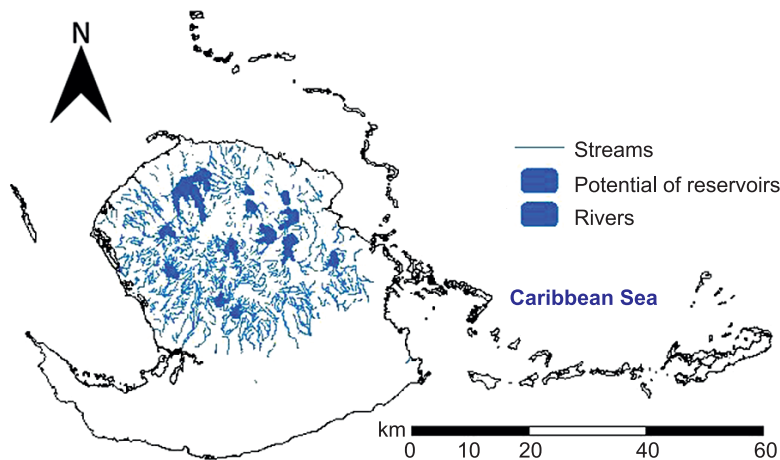 N
Streams
Potential of reservoirs
Rivers
Caribbean Sea
km
0 10 20 40 60